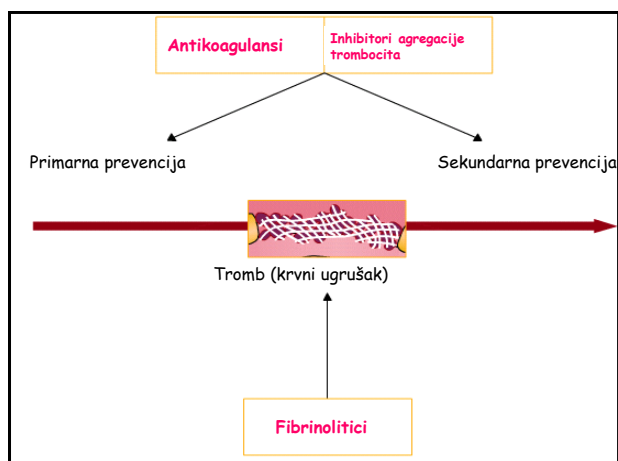 Antikoagulansi
Inhibitori agregacije
trombocita
Primarna prevencija
Sekundarna prevencija
Tromb (krvni ugrušak)
Fibrinolitici